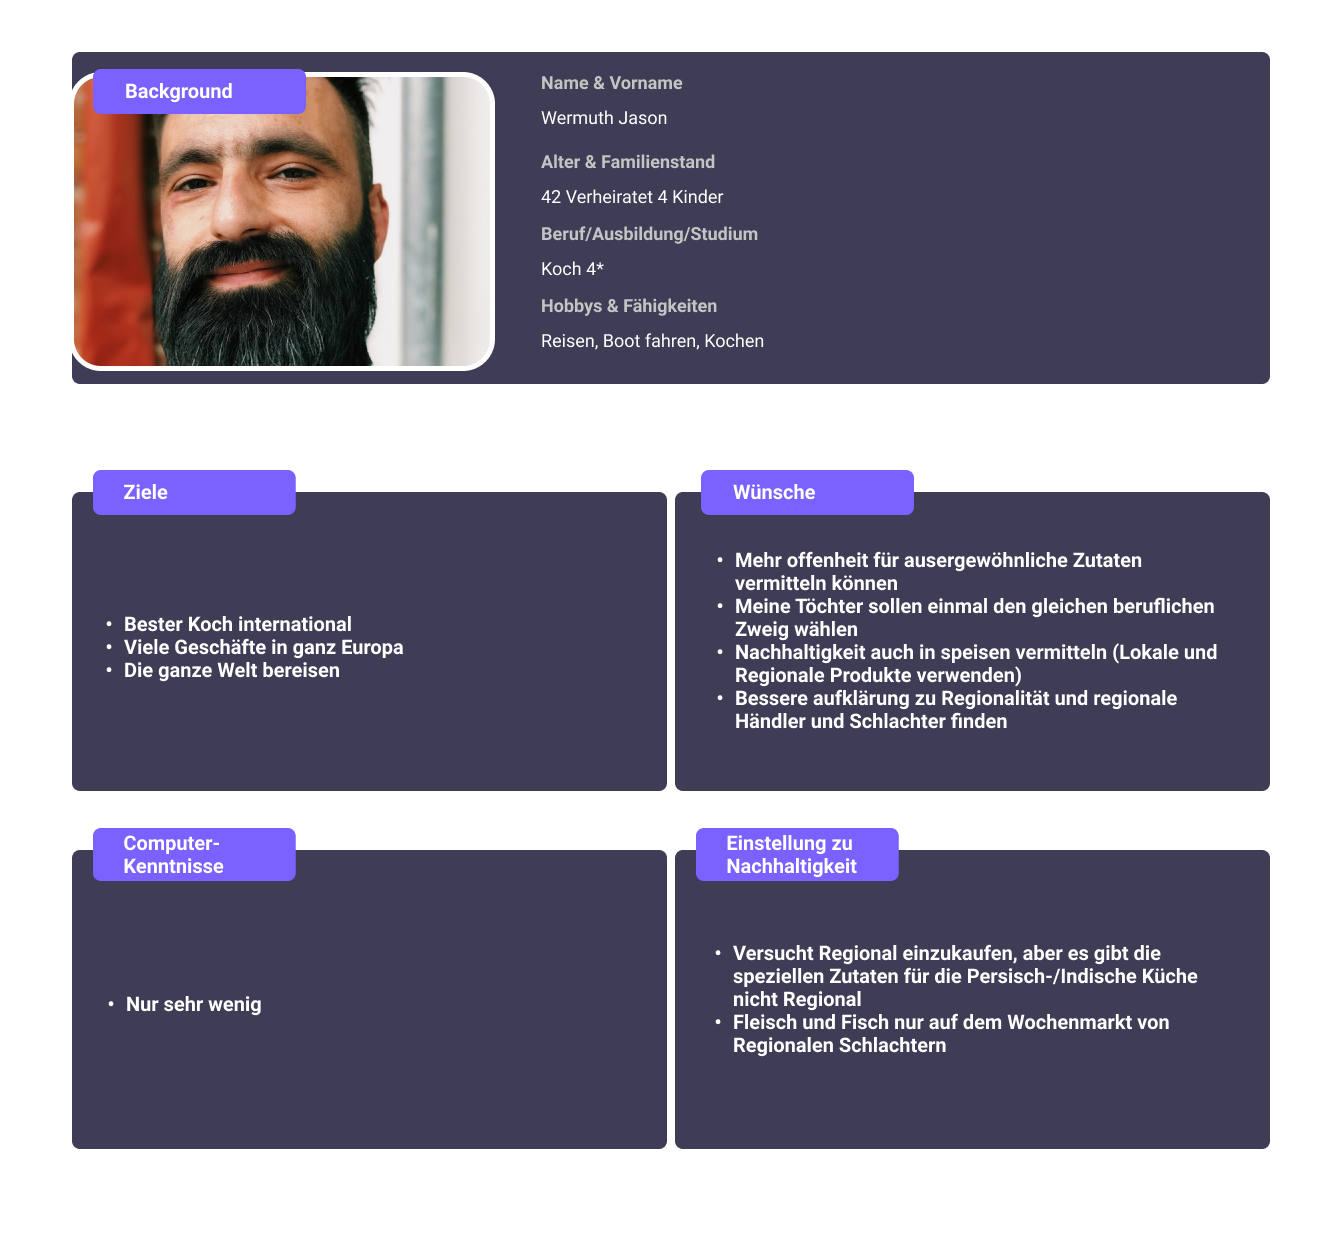 Background
Name & Vorname
Wermuth Jason
Alter & Familienstand
42 Verheiratet 4 Kinder
Beruf/Ausbildung/Studium
Koch 4*
Hobbys & Fähigkeiten
Reisen, Boot fahren, Kochen
Ziele
• Bester Koch international
• Viele Geschäfte in ganz Europa
• Die ganze Welt bereisen
Wünsche
• Mehr offenheit für ausergewöhnliche Zutaten
vermitteln können
• Meine Töchter sollen einmal den gleichen beruflichen
Zweig wählen
• Nachhaltigkeit auch in speisen vermitteln (Lokale und
Regionale Produkte verwenden)
• Bessere aufklärung zu Regionalität und regionale
Händler und Schlachter finden
Computer-
Kenntnisse
• Nur sehr wenig
Einstellung zu
Nachhaltigkeit
• Versucht Regional einzukaufen, aber es gibt die
speziellen Zutaten für die Persisch-/Indische Küche
nicht Regional
• Fleisch und Fisch nur auf dem Wochenmarkt von
Regionalen Schlachtern